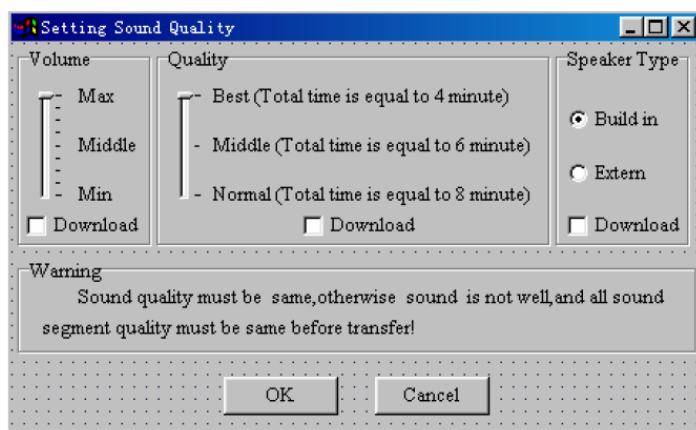 Setting Sound Quality
Volume
Max
Middle
Min
Download
Quality
Best (Total time is equal to 4 minute)
Middle (Total time is equal to 6 minute)
Normal (Total time is equal to 8 minute)
Download
Speaker Type
Build in
Extern
Download
Warning
Sound quality must be same,otherwise sound is not well,and all sound
segment quality must be same before transfer!
OK
Cancel